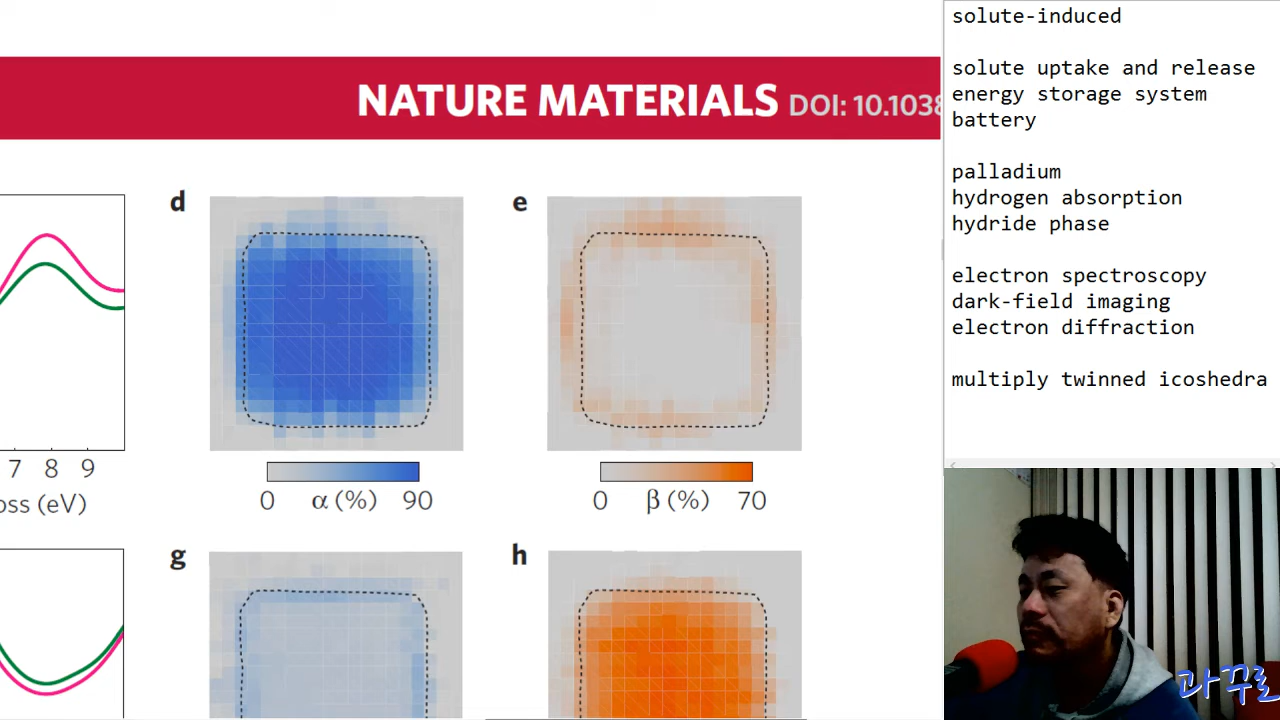 NATURE MATERIALS DOI: 10.1038
d
e
7 8 9
oss (eV)
0 α (%) 90
0 β (%) 70
g
h
solute-induced
solute uptake and release
energy storage system
battery
palladium
hydrogen absorption
hydride phase
electron spectroscopy
dark-field imaging
electron diffraction
multiply twinned icoshedra
과꾸로